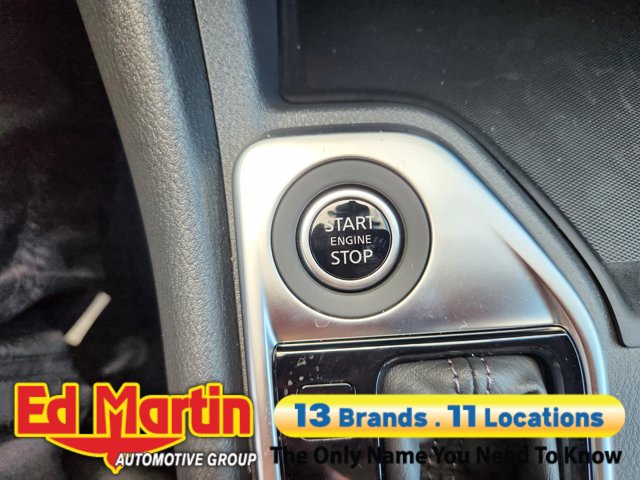 START
ENGINE
STOP
Ed Martin
AUTOMOTIVE GROUP
13 Brands . 11 Locations
The Only Name You Need To Know